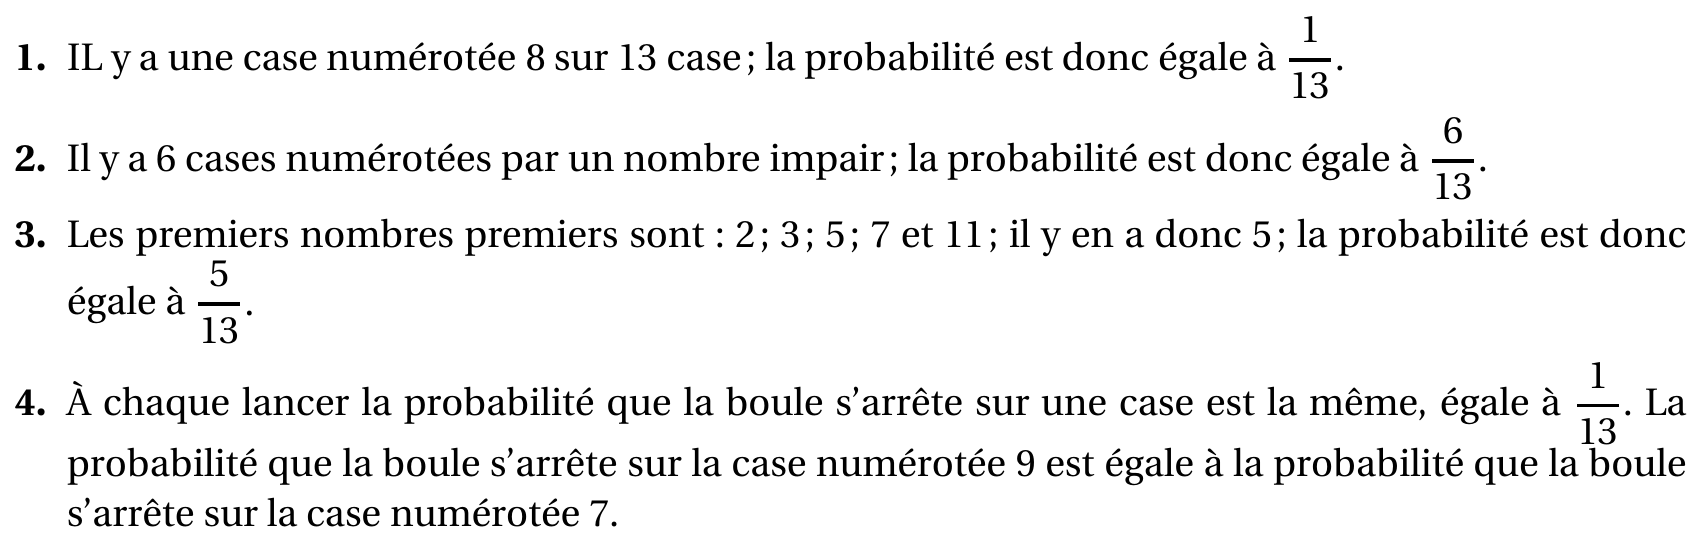 1. IL y a une case numérotée 8 sur 13 case ; la probabilité est donc égale à 1/13.
2. Il y a 6 cases numérotées par un nombre impair ; la probabilité est donc égale à 6/13.
3. Les premiers nombres premiers sont : 2 ; 3 ; 5 ; 7 et 11 ; il y en a donc 5 ; la probabilité est donc
égale à 5/13.
4. À chaque lancer la probabilité que la boule s’arrête sur une case est la même, égale à 1/13. La
probabilité que la boule s’arrête sur la case numérotée 9 est égale à la probabilité que la boule
s’arrête sur la case numérotée 7.